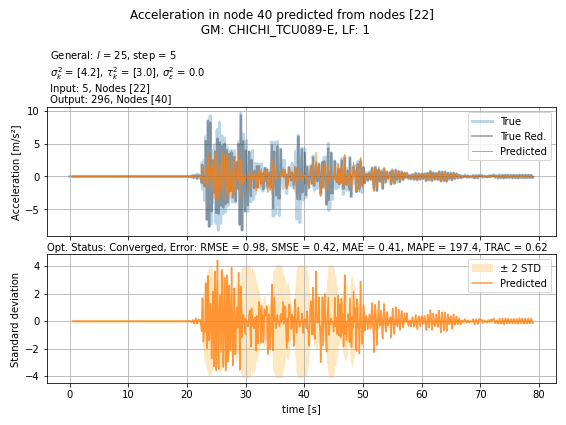 Acceleration in node 40 predicted from nodes [22]
GM: CHICHI_TCU089-E, LF: 1
General: l = 25, step = 5
σ²ₖ = [4.2], τ²ₖ = [3.0], σ²ε = 0.0
Input: 5, Nodes [22]
Output: 296, Nodes [40]
Acceleration [m/s²]
10
5
0
−5
True
True Red.
Predicted
Opt. Status: Converged, Error: RMSE = 0.98, SMSE = 0.42, MAE = 0.41, MAPE = 197.4, TRAC = 0.62
Standard deviation
4
2
0
−2
−4
± 2 STD
Predicted
0 10 20 30 40 50 60 70 80
time [s]